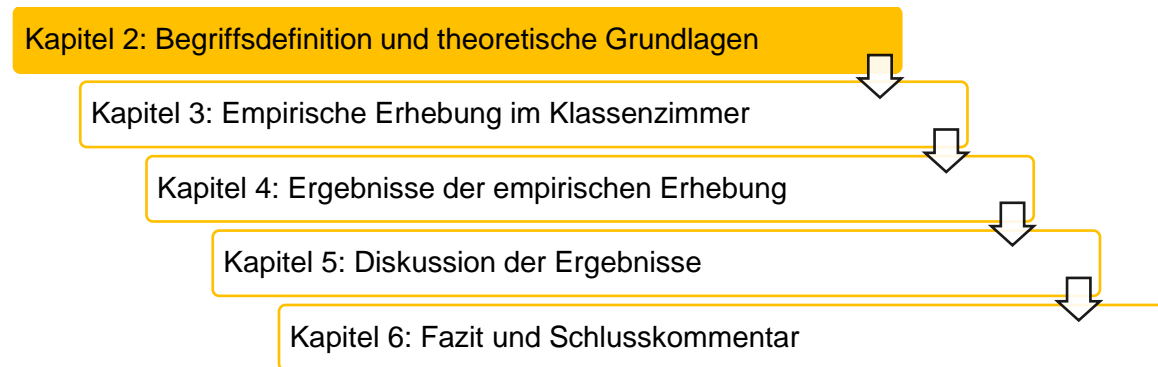 Kapitel 2: Begriffsdefinition und theoretische Grundlagen
Kapitel 3: Empirische Erhebung im Klassenzimmer
Kapitel 4: Ergebnisse der empirischen Erhebung
Kapitel 5: Diskussion der Ergebnisse
Kapitel 6: Fazit und Schlusskommentar